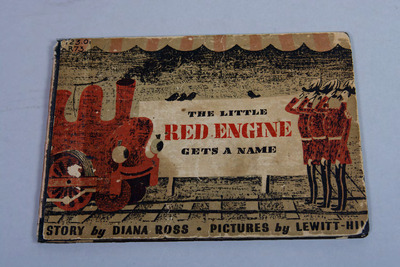 THE LITTLE
RED ENGINE
GETS A NAME
STORY by DIANA ROSS · PICTURES by LEWITT-HIM